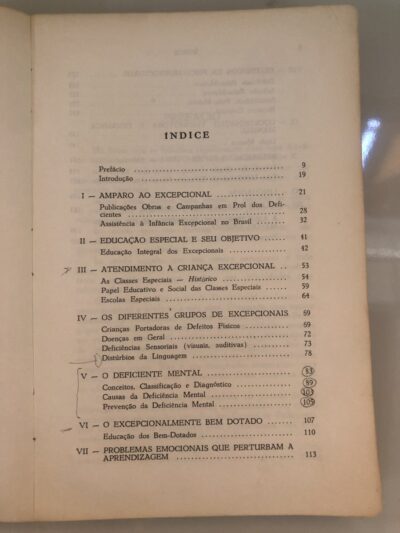 ÍNDICE
Prefácio 9
Introdução 19
I — AMPARO AO EXCEPCIONAL 21
Publicações Obras e Campanhas em Prol dos Defi-
cientes 28
Assistência à Infância Excepcional no Brasil 32
II — EDUCAÇÃO ESPECIAL E SEU OBJETIVO 41
Educação Integral dos Excepcionais 42
III — ATENDIMENTO À CRIANÇA EXCEPCIONAL 53
As Classes Especiais — Histórico 54
Papel Educativo e Social das Classes Especiais 59
Escolas Especiais 64
IV — OS DIFERENTES GRUPOS DE EXCEPCIONAIS 69
Crianças Portadoras de Defeitos Físicos 69
Doenças em Geral 72
Deficiências Sensoriais (visuais, auditivas) 73
Distúrbios da Linguagem 78
V — O DEFICIENTE MENTAL 83
Conceitos, Classificação e Diagnóstico 89
Causas da Deficiência Mental 103
Prevenção da Deficiência Mental 105
VI — O EXCEPCIONALMENTE BEM DOTADO 107
Educação dos Bem-Dotados 110
VII — PROBLEMAS EMOCIONAIS QUE PERTURBAM A
APRENDIZAGEM 113